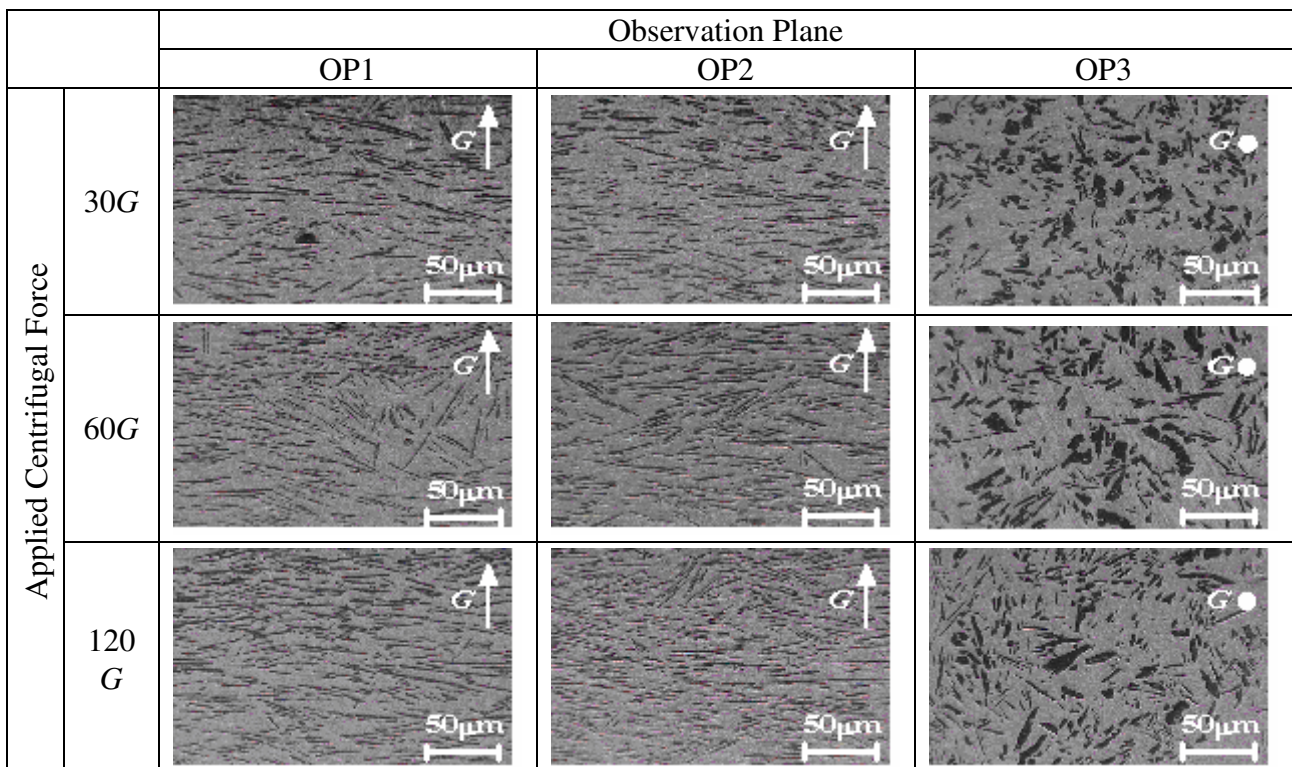 Observation Plane
OP1 OP2 OP3
Applied Centrifugal Force
30G
G
50μm
G
50μm
G
50μm
60G
G
50μm
G
50μm
G
50μm
120
G
G
50μm
G
50μm
G
50μm